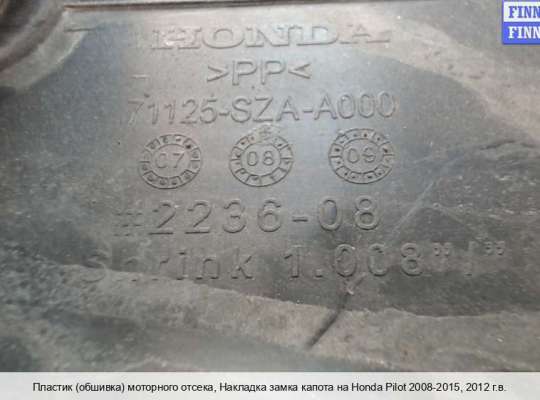 FINN
FINN
HONDA
>PP<
71125-SZA-A000
07 08 09
#2236-08
Shrink 1.008"/"
Пластик (обшивка) моторного отсека, Накладка замка капота на Honda Pilot 2008-2015, 2012 г.в.